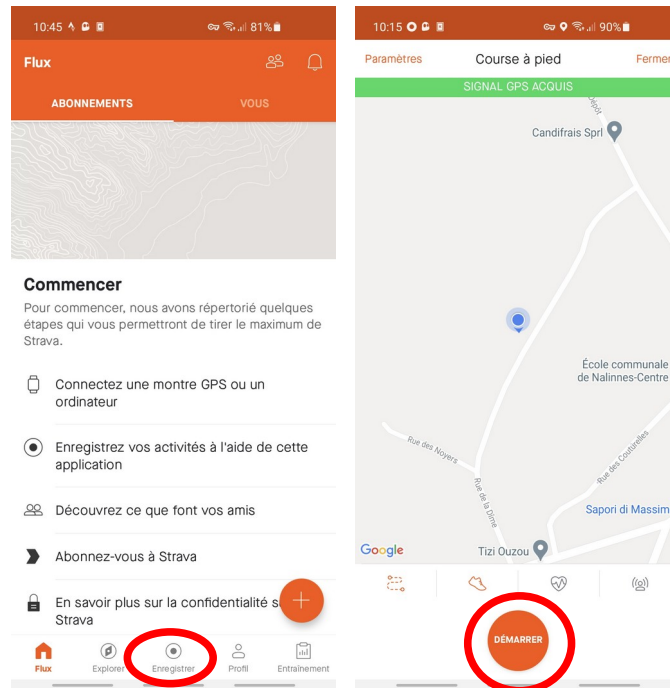 10:45
81%
Flux
ABONNEMENTS
VOUS
Commencer
Pour commencer, nous avons répertorié quelques
étapes qui vous permettront de tirer le maximum de
Strava.
Connectez une montre GPS ou un
ordinateur
Enregistrez vos activités à l'aide de cette
application
Découvrez ce que font vos amis
Abonnez-vous à Strava
En savoir plus sur la confidentialité s
Strava
Flux
Explorer
Enregistrer
Profil
Entraînement
10:15
90%
Paramètres
Course à pied
Fermer
SIGNAL GPS ACQUIS
Dépôt
Candifrais Sprl
École communale
de Nalinnes-Centre
Rue des Noyers
Rue des Couturelles
Rue de la Dîme
Sapori di Massim
Google
Tizi Ouzou
DÉMARRER